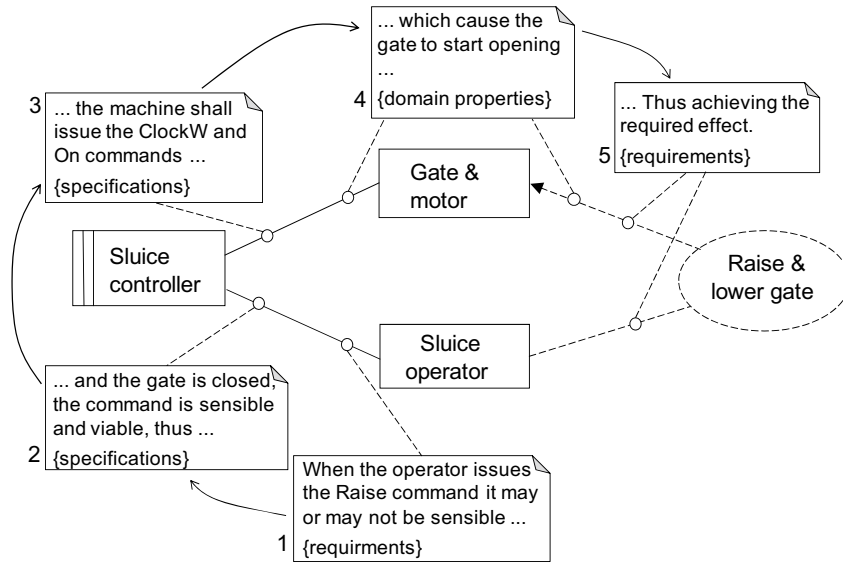 ... which cause the
gate to start opening
...
4
{domain properties}
3
... the machine shall
issue the ClockW and
On commands ...
{specifications}
... Thus achieving the
required effect.
5
{requirements}
Gate &
motor
Sluice
controller
Raise &
lower gate
Sluice
operator
... and the gate is closed,
the command is sensible
and viable, thus ...
2
{specifications}
When the operator issues
the Raise command it may
or may not be sensible ...
1
{requirments}